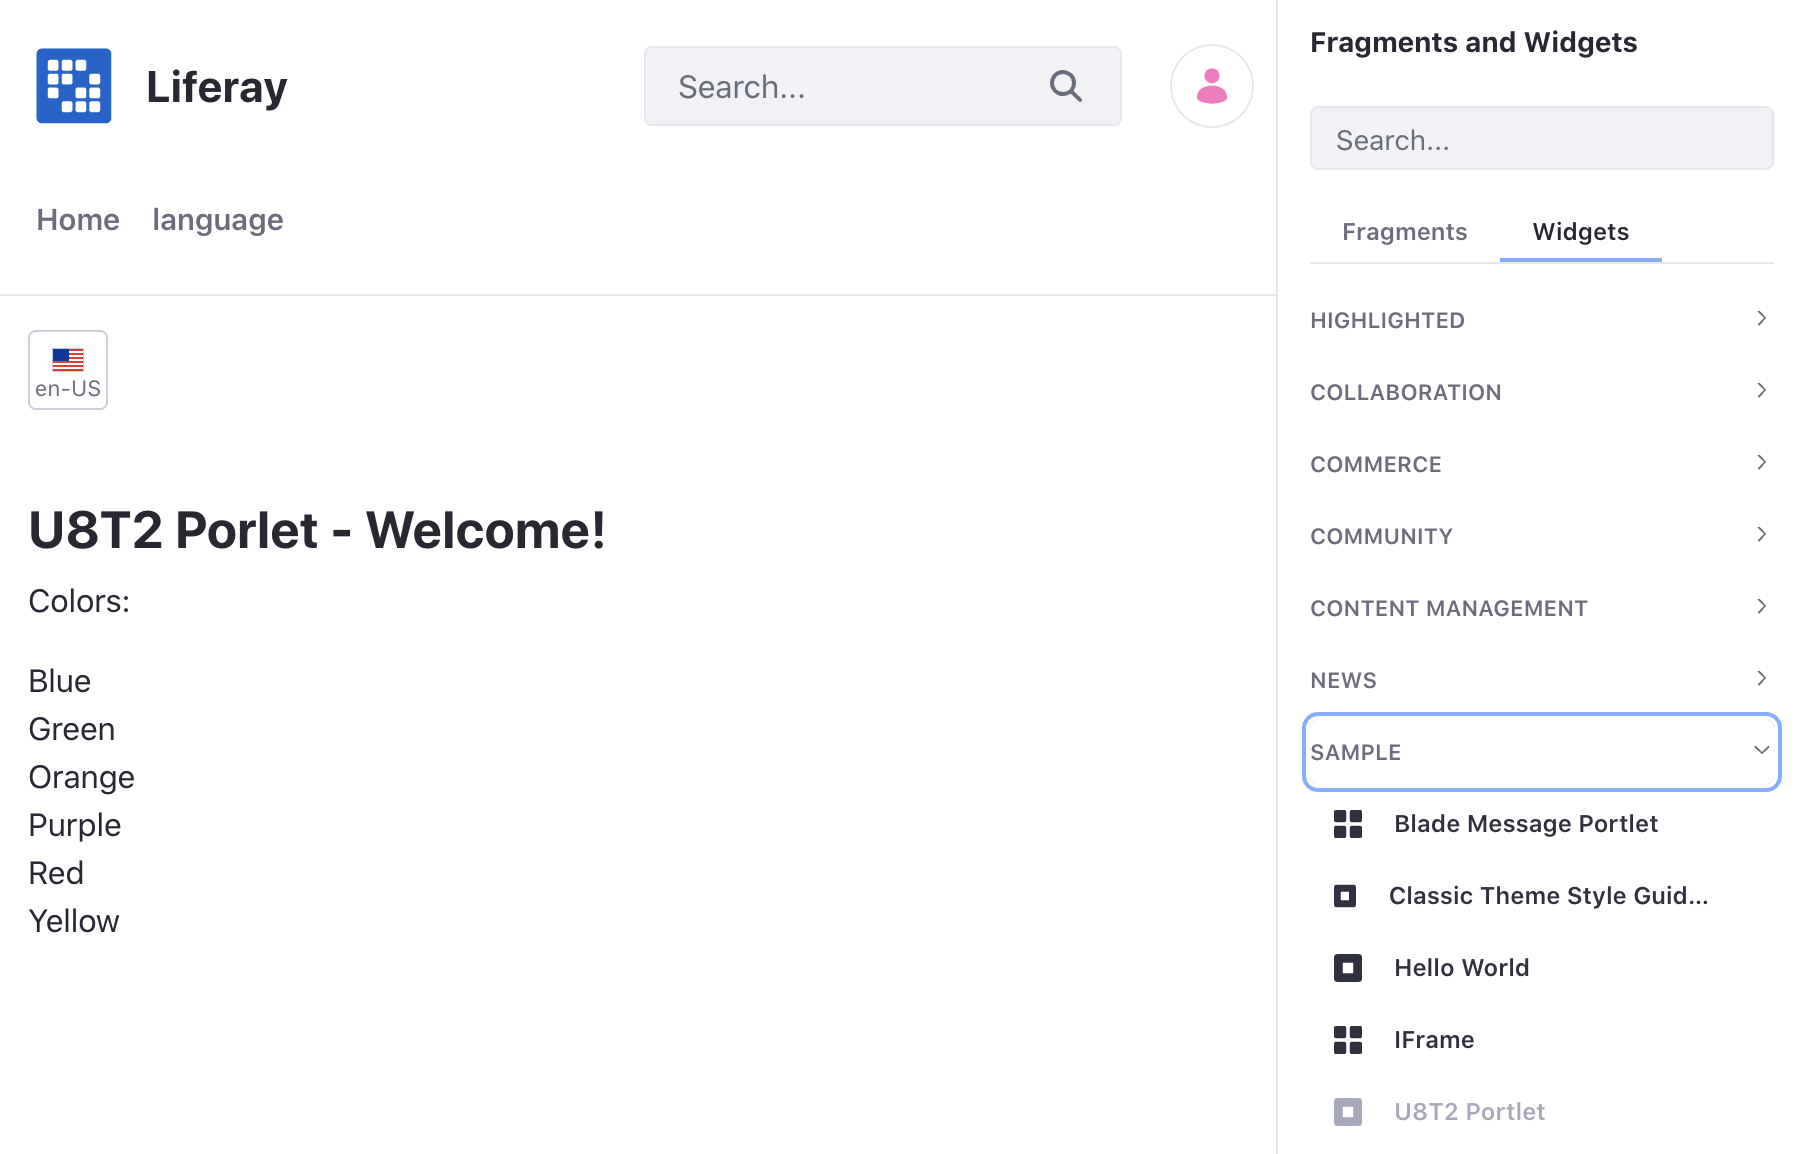 Liferay
Search...
Home language
en-US
U8T2 Porlet - Welcome!
Colors:
Blue
Green
Orange
Purple
Red
Yellow
Fragments and Widgets
Search...
Fragments Widgets
HIGHLIGHTED
COLLABORATION
COMMERCE
COMMUNITY
CONTENT MANAGEMENT
NEWS
SAMPLE
Blade Message Portlet
Classic Theme Style Guid...
Hello World
IFrame
U8T2 Portlet